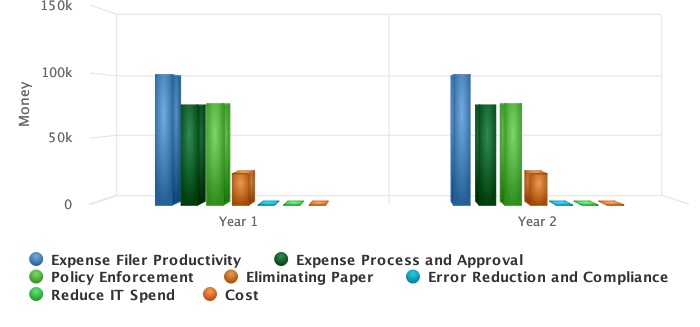 150k
100k
50k
0
Money
Year 1
Year 2
Expense Filer Productivity
Expense Process and Approval
Policy Enforcement
Eliminating Paper
Error Reduction and Compliance
Reduce IT Spend
Cost